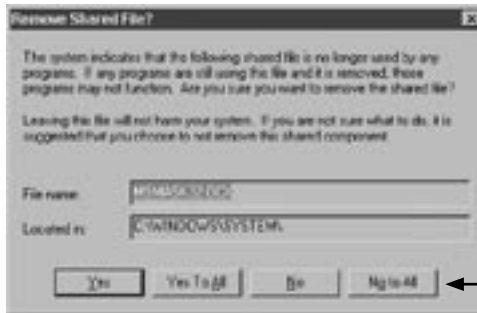 Remove Shared File?
The system indicates that the following shared file is no longer used by any
programs. If any programs are still using this file and it is removed, those
programs may not function. Are you sure you want to remove the shared file?
Leaving this file will not harm your system. If you are not sure what to do, it is
suggested that you choose to not remove this shared component.
File name:
Located in:
C:\WINDOWS\SYSTEM\
Yes
Yes To All
No
No to All